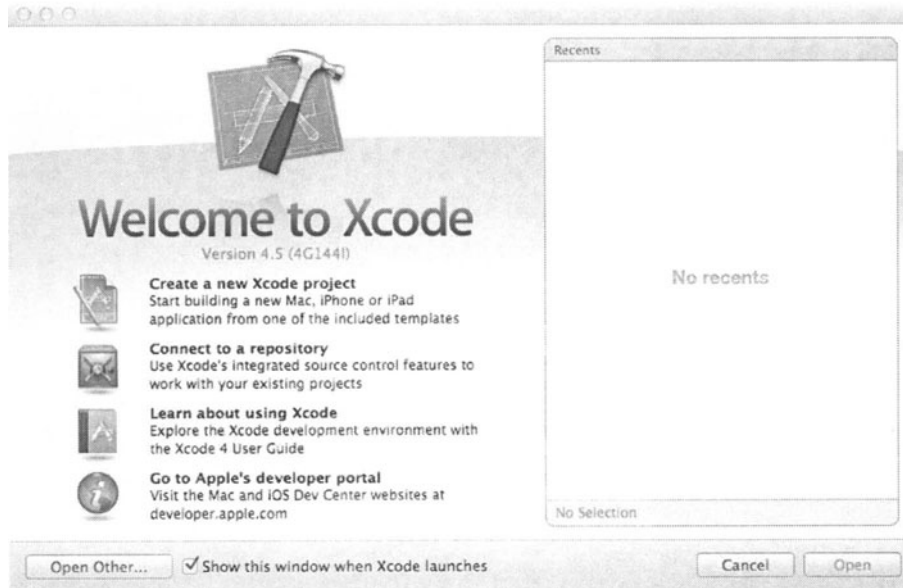 Welcome to Xcode
Version 4.5 (4G144l)
Create a new Xcode project
Start building a new Mac, iPhone or iPad
application from one of the included templates
Connect to a repository
Use Xcode's integrated source control features to
work with your existing projects
Learn about using Xcode
Explore the Xcode development environment with
the Xcode 4 User Guide
Go to Apple's developer portal
Visit the Mac and iOS Dev Center websites at
developer.apple.com
Recents
No recents
No Selection
Open Other...
Show this window when Xcode launches
Cancel
Open